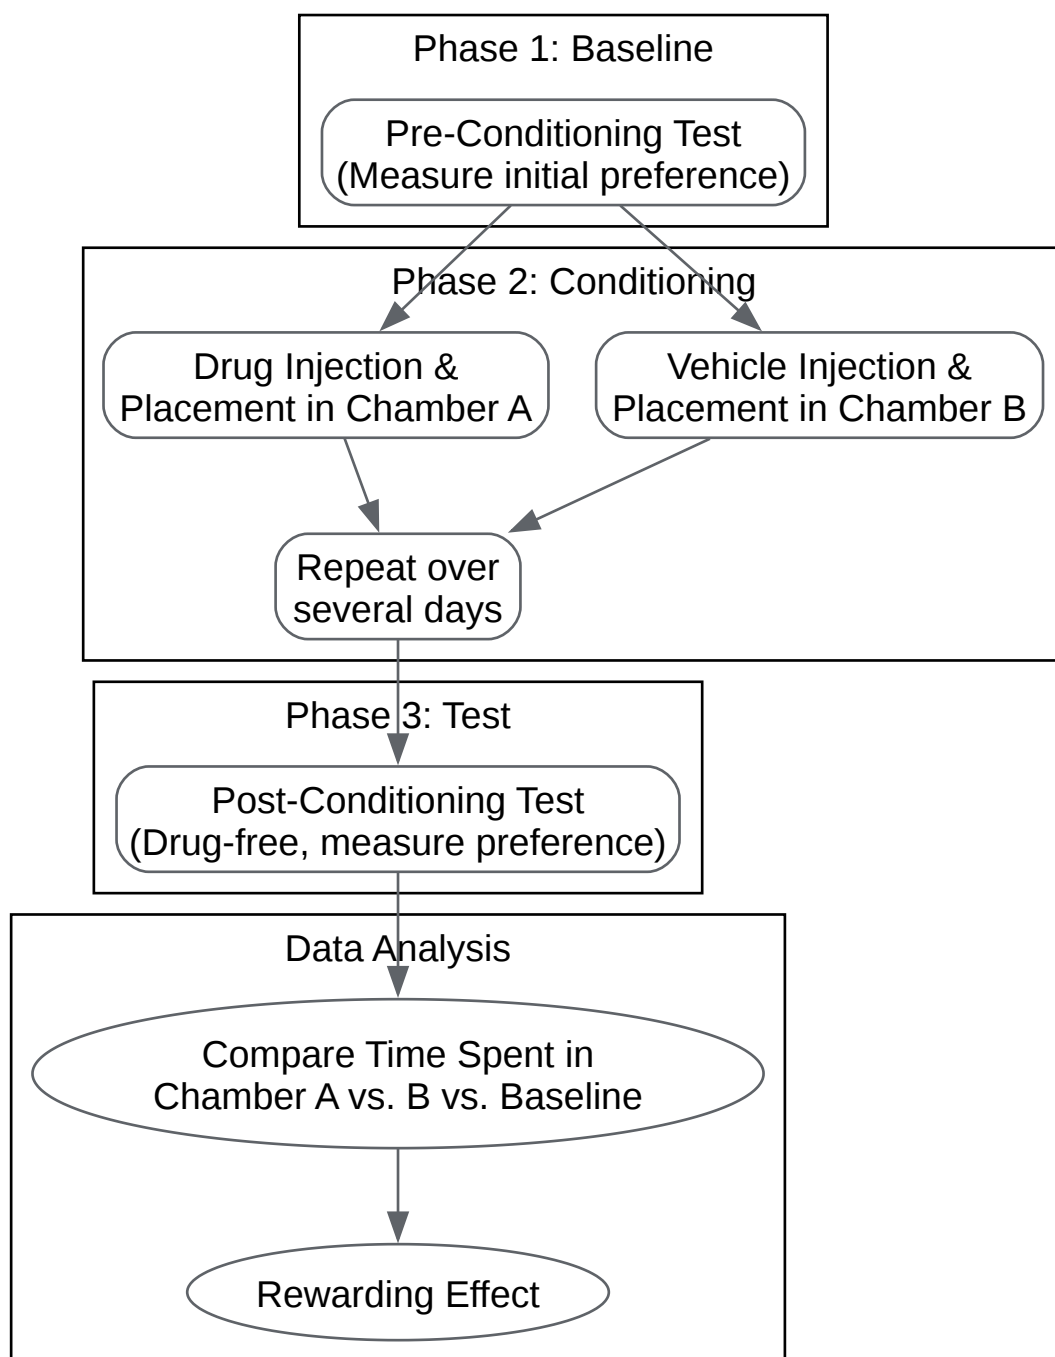 Phase 1: Baseline
Pre-Conditioning Test
(Measure initial preference)
Phase 2: Conditioning
Drug Injection &
Placement in Chamber A
Vehicle Injection &
Placement in Chamber B
Repeat over
several days
Phase 3: Test
Post-Conditioning Test
(Drug-free, measure preference)
Data Analysis
Compare Time Spent in
Chamber A vs. B vs. Baseline
Rewarding Effect